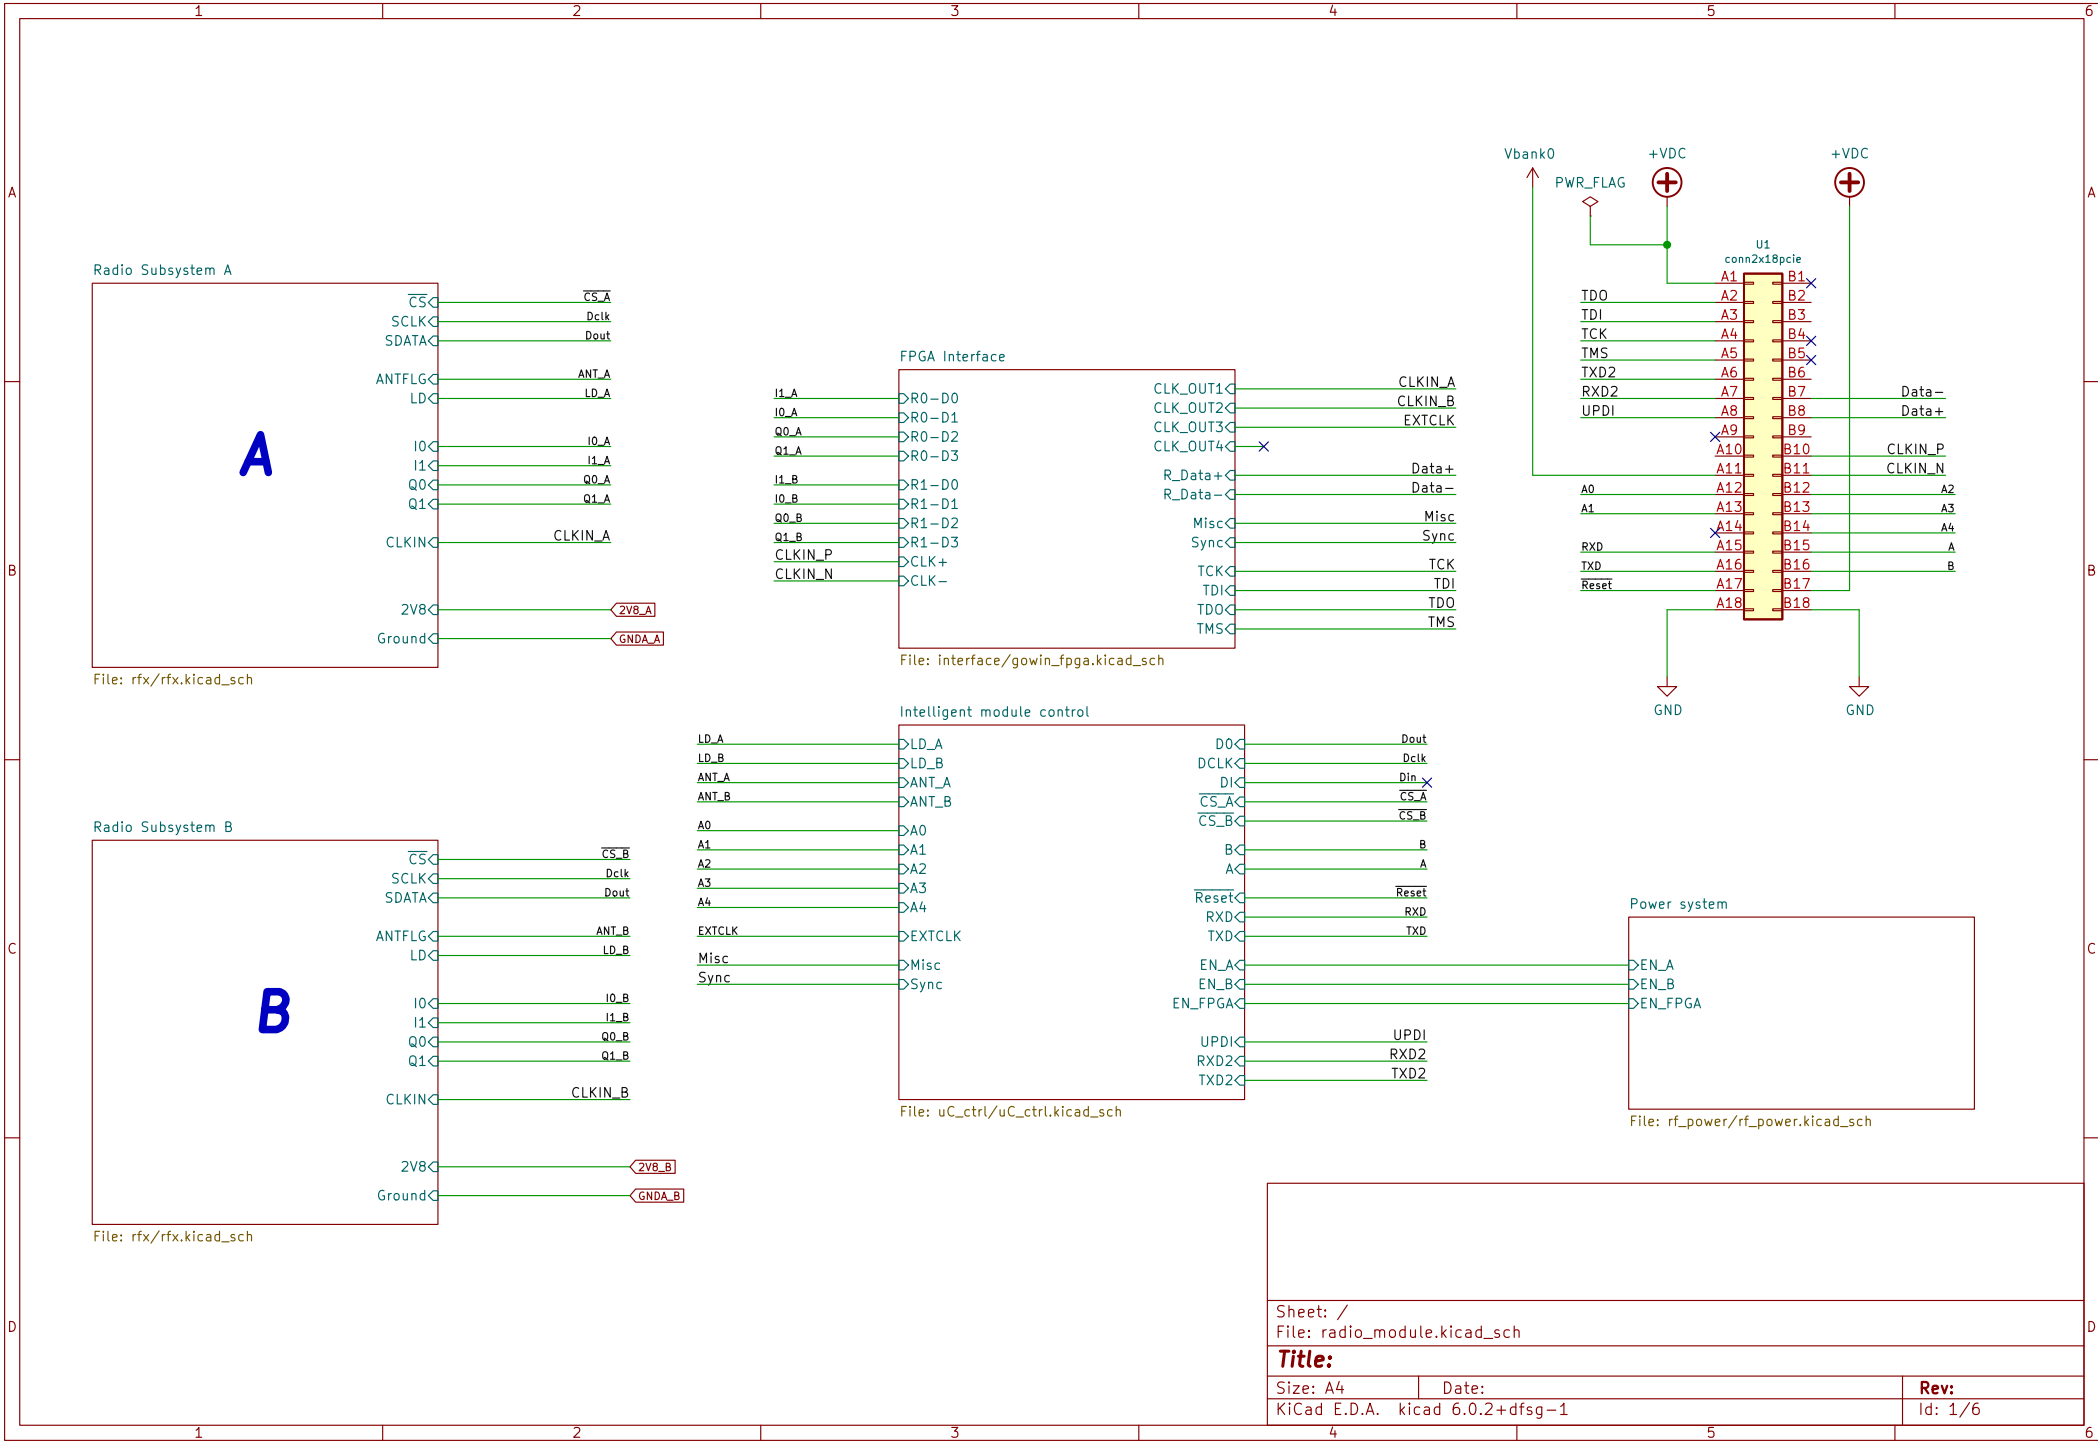 1 2 3 4 5 6
A
B
C
D
A
B
C
D
1 2 3 4 5 6
Radio Subsystem A
CS
SCLK
SDATA
ANTFLG
LD
I0
I1
Q0
Q1
CLKIN
2V8
Ground
CS_A
Dclk
Dout
ANT_A
LD_A
I0_A
I1_A
Q0_A
Q1_A
CLKIN_A
2V8_A
GNDA_A
A
File: rfx/rfx.kicad_sch
Radio Subsystem B
CS
SCLK
SDATA
ANTFLG
LD
I0
I1
Q0
Q1
CLKIN
2V8
Ground
CS_B
Dclk
Dout
ANT_B
LD_B
I0_B
I1_B
Q0_B
Q1_B
CLKIN_B
2V8_B
GNDA_B
B
File: rfx/rfx.kicad_sch
FPGA Interface
I1_A
I0_A
Q0_A
Q1_A
I1_B
I0_B
Q0_B
Q1_B
CLKIN_P
CLKIN_N
R0-D0
R0-D1
R0-D2
R0-D3
R1-D0
R1-D1
R1-D2
R1-D3
CLK+
CLK-
CLK_OUT1
CLK_OUT2
CLK_OUT3
CLK_OUT4
R_Data+
R_Data-
Misc
Sync
TCK
TDI
TDO
TMS
CLKIN_A
CLKIN_B
EXTCLK
Data+
Data-
Misc
Sync
TCK
TDI
TDO
TMS
File: interface/gowin_fpga.kicad_sch
Intelligent module control
LD_A
LD_B
ANT_A
ANT_B
A0
A1
A2
A3
A4
EXTCLK
Misc
Sync
LD_A
LD_B
ANT_A
ANT_B
A0
A1
A2
A3
A4
EXTCLK
Misc
Sync
DO
DCLK
DI
CS_A
CS_B
B
A
Reset
RXD
TXD
EN_A
EN_B
EN_FPGA
UPDI
RXD2
TXD2
Dout
Dclk
Din
CS_A
CS_B
B
A
Reset
RXD
TXD
UPDI
RXD2
TXD2
File: uC_ctrl/uC_ctrl.kicad_sch
Power system
EN_A
EN_B
EN_FPGA
File: rf_power/rf_power.kicad_sch
Vbank0
PWR_FLAG
+VDC
+VDC
U1
conn2x18pcie
TDO
TDI
TCK
TMS
TXD2
RXD2
UPDI
A0
A1
RXD
TXD
Reset
A1 B1
A2 B2
A3 B3
A4 B4
A5 B5
A6 B6
A7 B7
A8 B8
A9 B9
A10 B10
A11 B11
A12 B12
A13 B13
A14 B14
A15 B15
A16 B16
A17 B17
A18 B18
Data-
Data+
CLKIN_P
CLKIN_N
A2
A3
A4
A
B
GND
GND
Sheet: /
File: radio_module.kicad_sch
Title:
Size: A4 Date: Rev:
KiCad E.D.A. kicad 6.0.2+dfsg-1 Id: 1/6